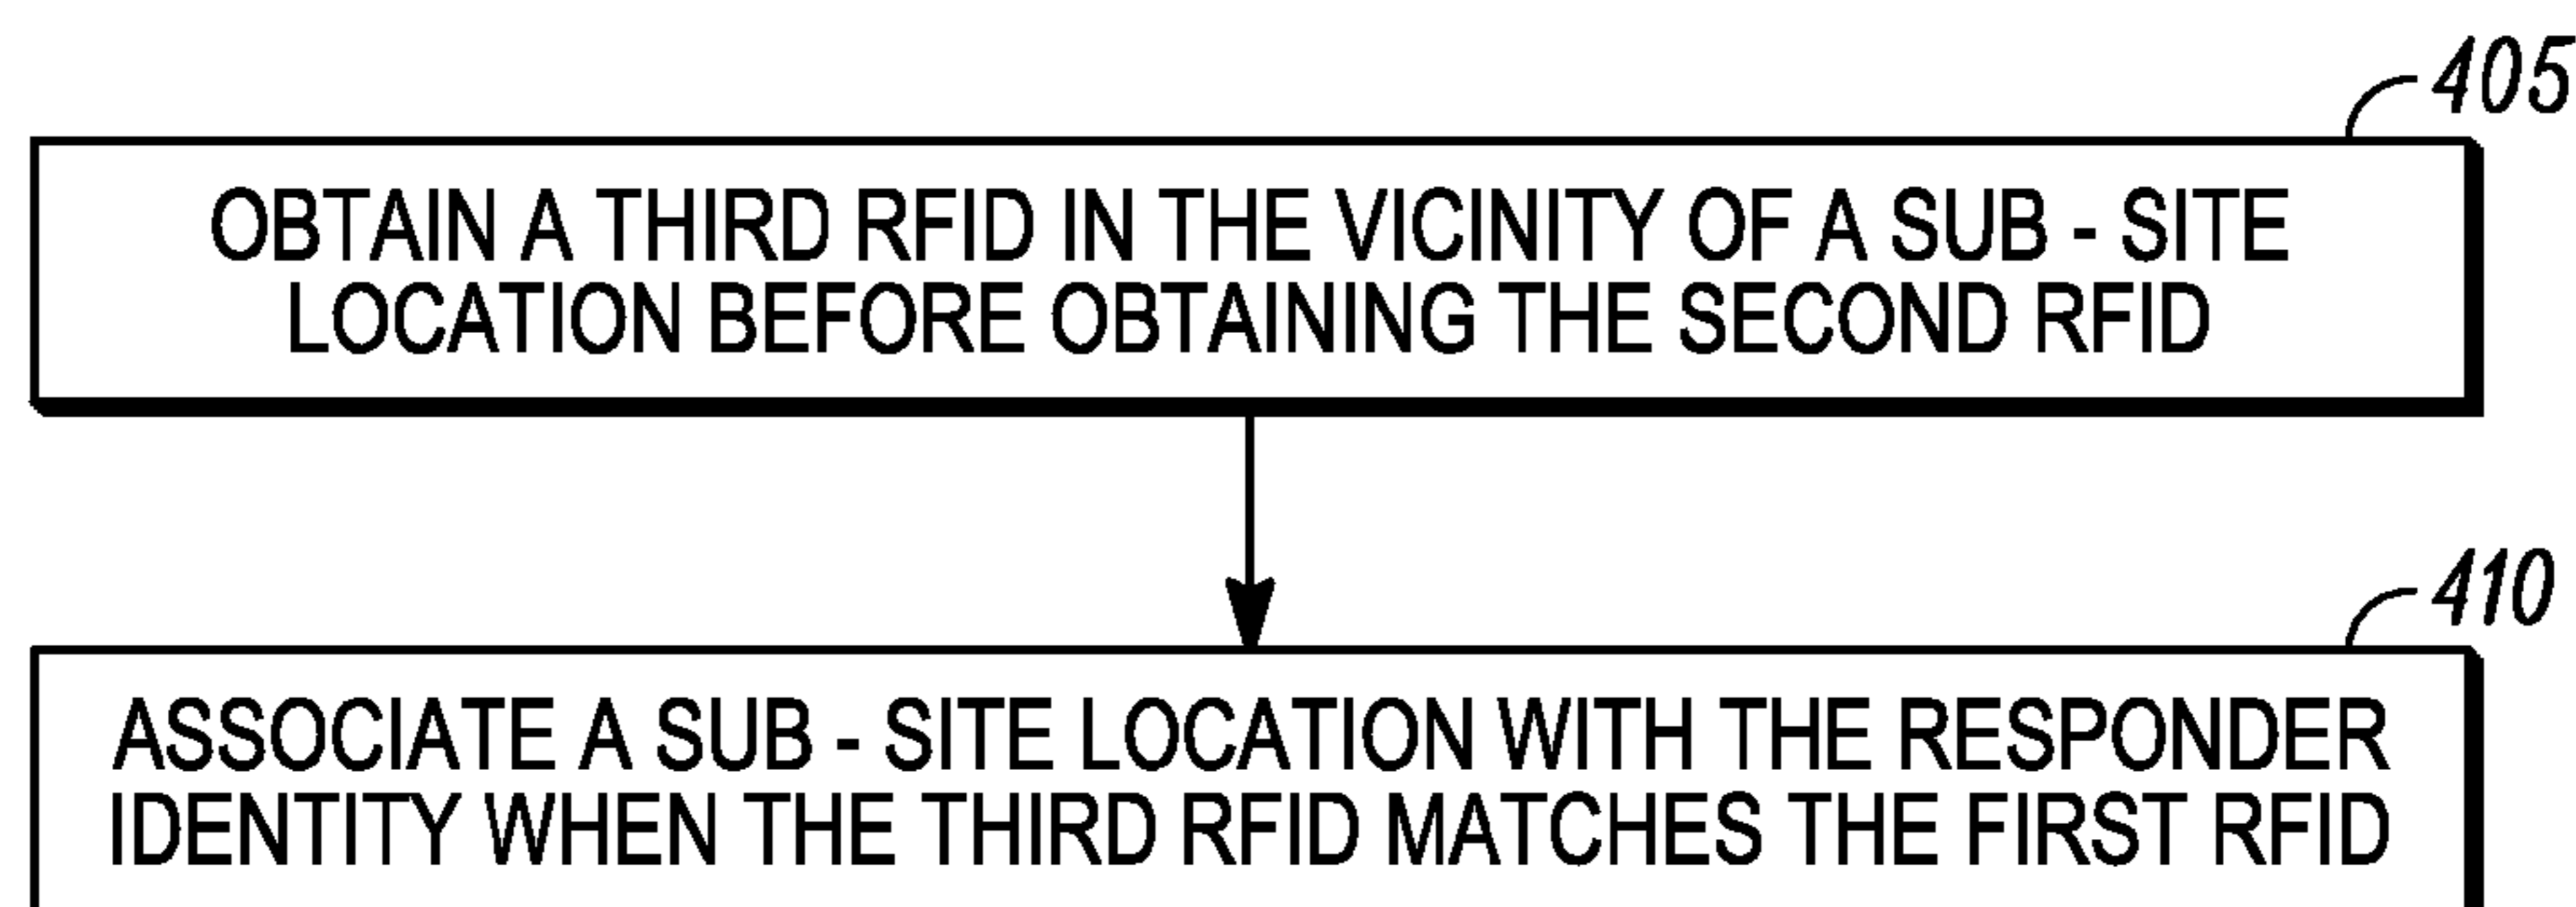 405
OBTAIN A THIRD RFID IN THE VICINITY OF A SUB - SITE
LOCATION BEFORE OBTAINING THE SECOND RFID
410
ASSOCIATE A SUB - SITE LOCATION WITH THE RESPONDER
IDENTITY WHEN THE THIRD RFID MATCHES THE FIRST RFID